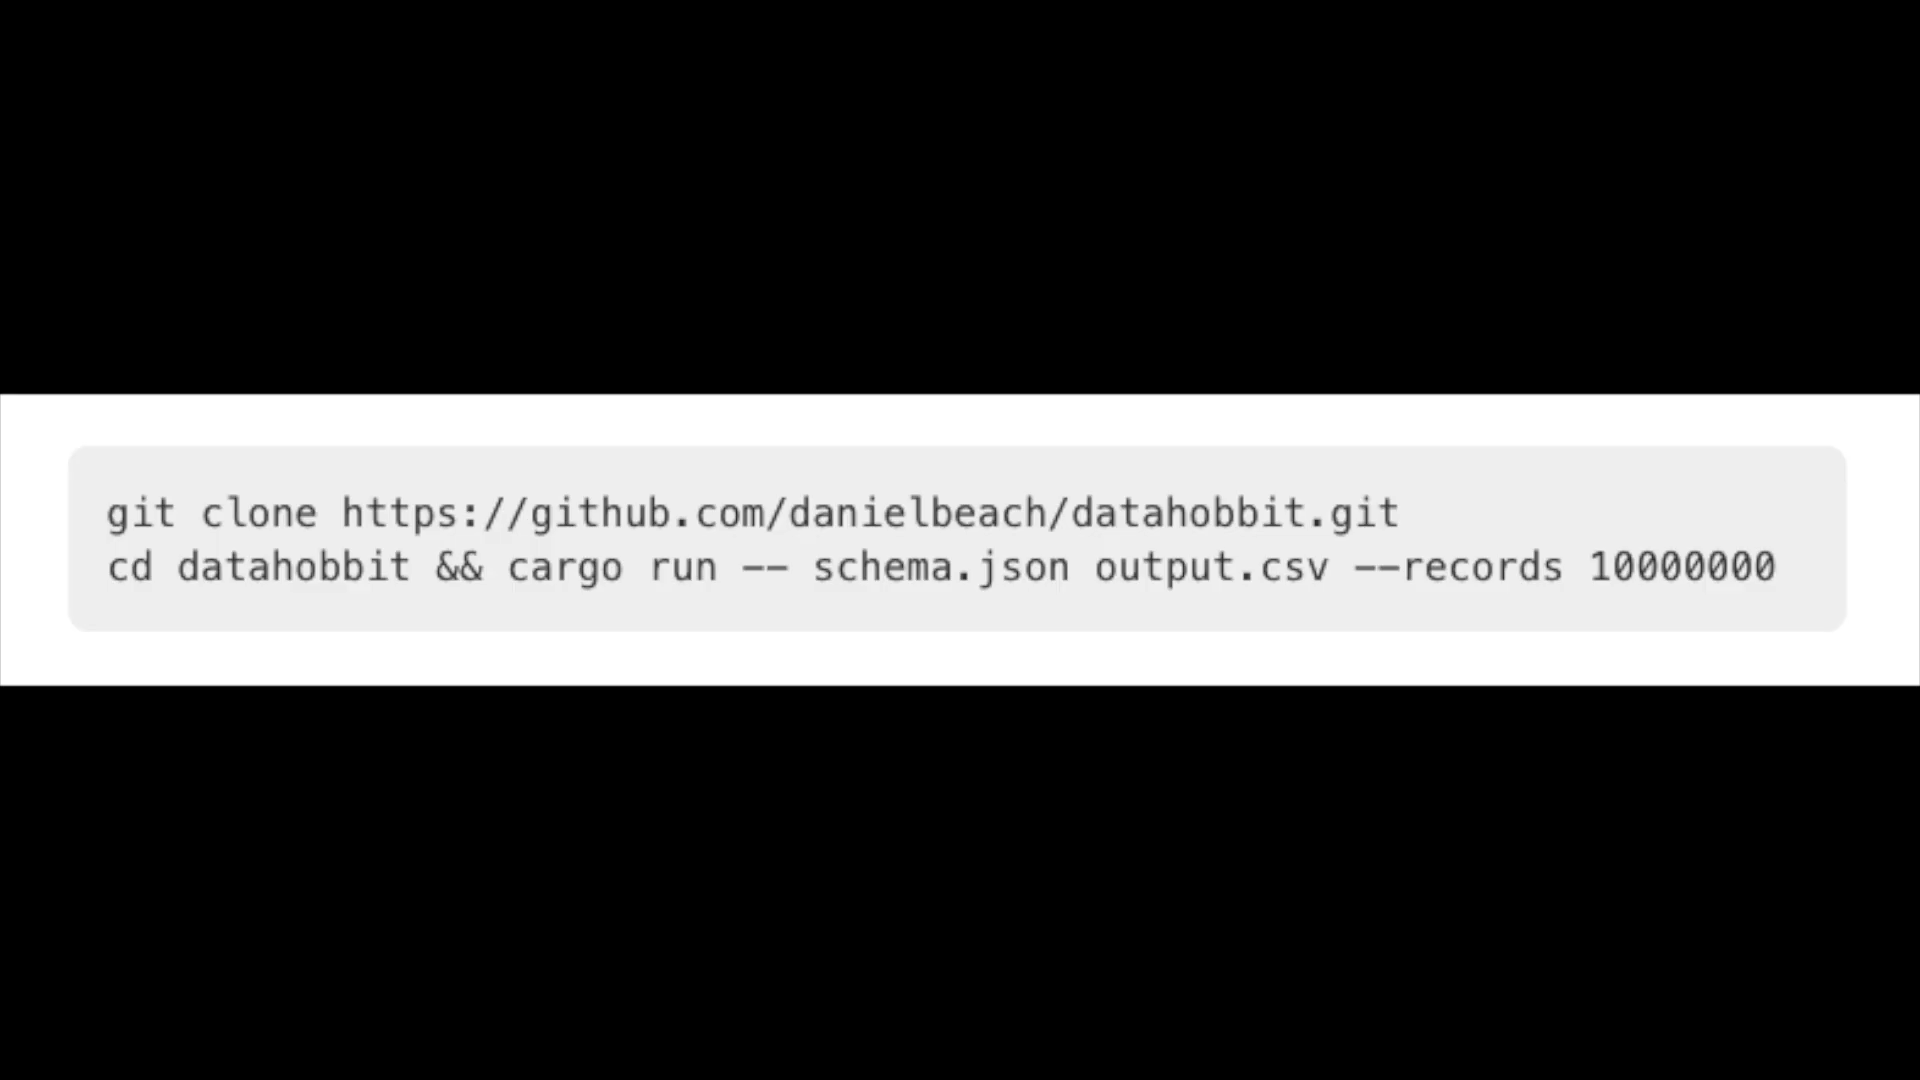 git clone https://github.com/danielbeach/datahobbit.git
cd datahobbit && cargo run -- schema.json output.csv --records 10000000